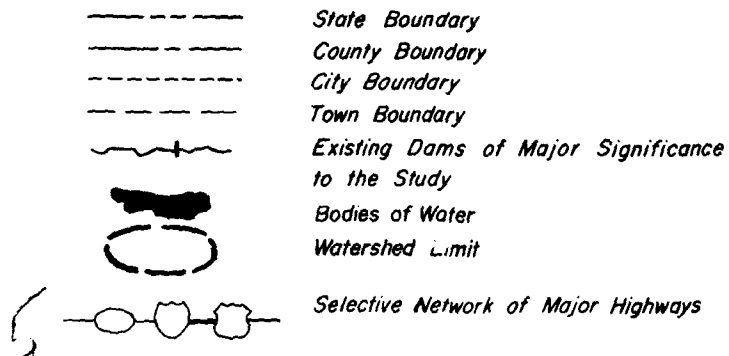 State Boundary
County Boundary
City Boundary
Town Boundary
Existing Dams of Major Significance
to the Study
Bodies of Water
Watershed Limit
Selective Network of Major Highways